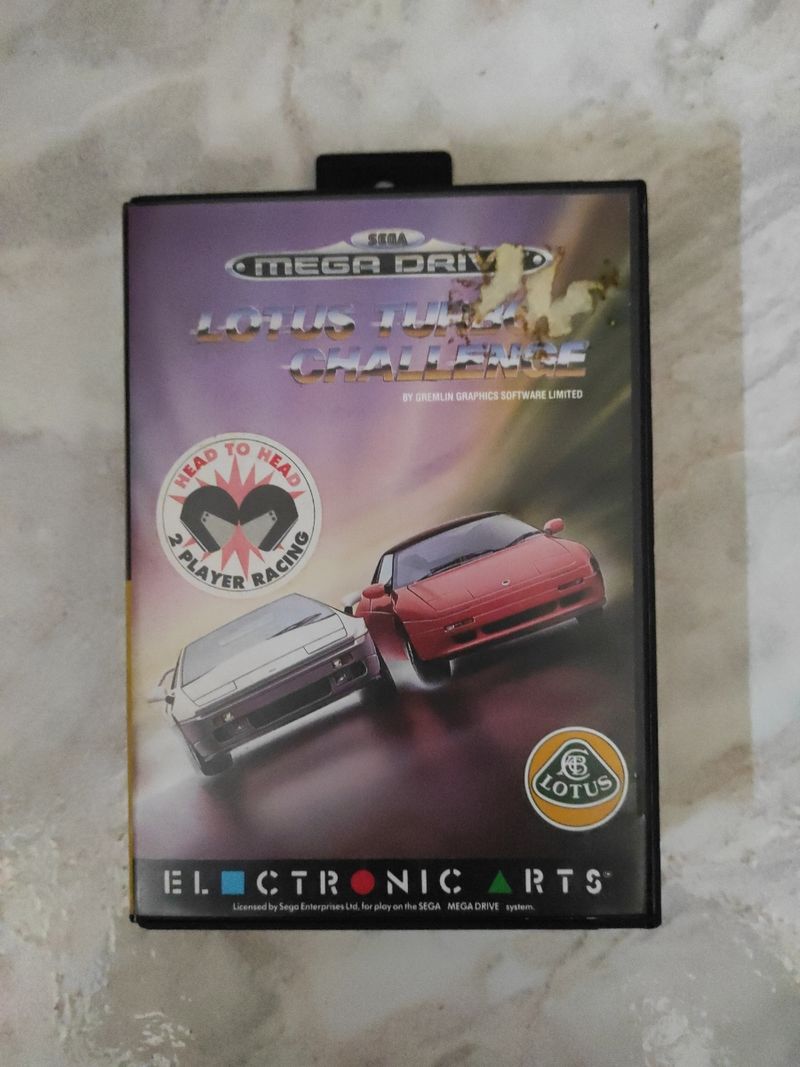 SEGA
MEGA DRIVE
LOTUS TURBO
CHALLENGE
BY GREMLIN GRAPHICS SOFTWARE LIMITED
HEAD TO HEAD
2 PLAYER RACING
LOTUS
ELECTRONIC ARTS™
Licensed by Sega Enterprises Ltd, for play on the SEGA MEGA DRIVE system.